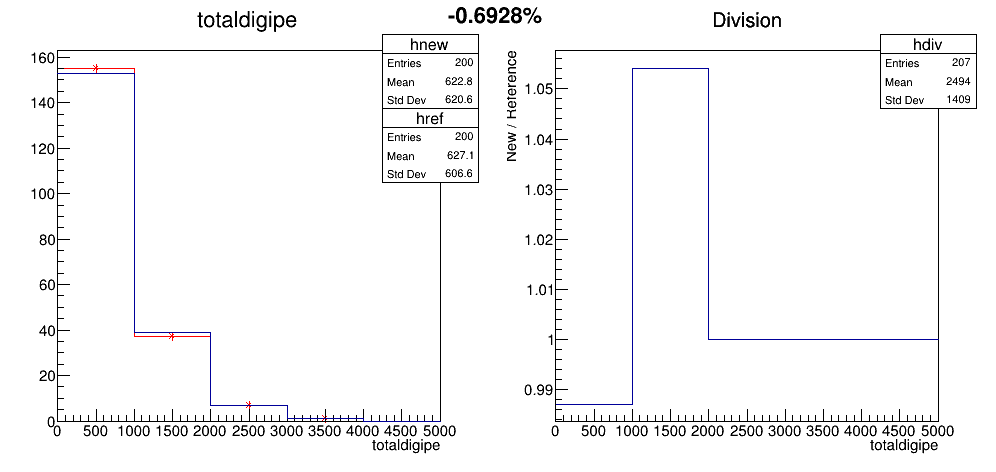 -0.6928%
totaldigipe
hnew
Entries 200
Mean 622.8
Std Dev 620.6
href
Entries 200
Mean 627.1
Std Dev 606.6
160
140
120
100
80
60
40
20
0
0 500 1000 1500 2000 2500 3000 3500 4000 4500 5000
totaldigipe
Division
hdiv
Entries 207
Mean 2494
Std Dev 1409
New / Reference
1.05
1.04
1.03
1.02
1.01
1
0.99
0 500 1000 1500 2000 2500 3000 3500 4000 4500 5000
totaldigipe